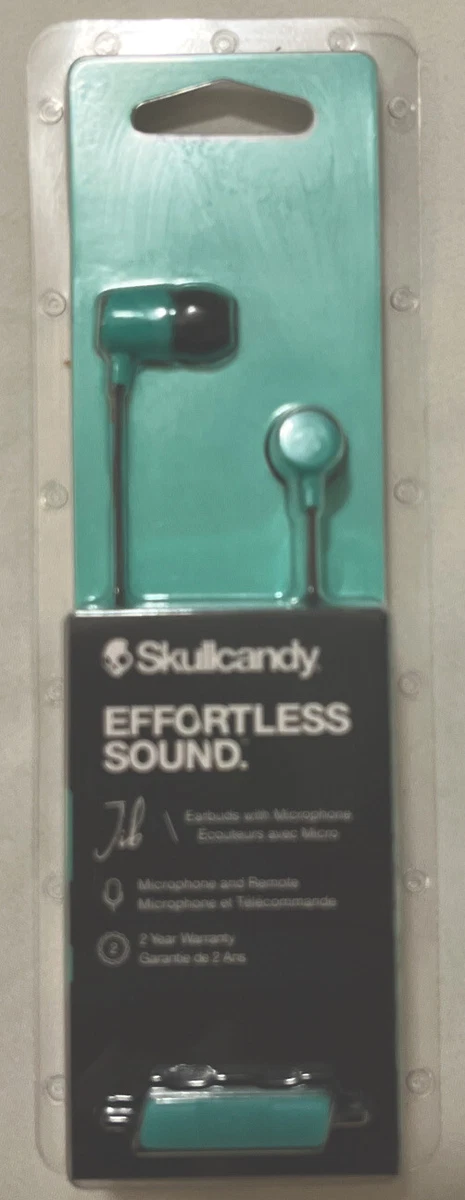 Skullcandy
EFFORTLESS
SOUND.
Jib \ Earbuds with Microphone
Écouteurs avec Micro
Microphone and Remote
Microphone et Télécommande
2
2 Year Warranty
Garantie de 2 Ans